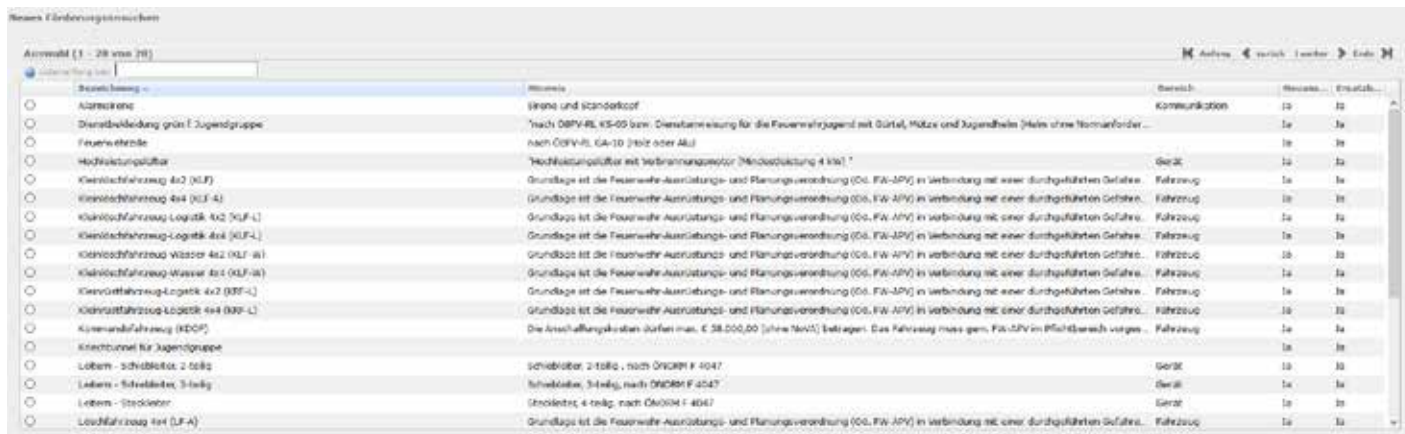 Neues Förderungsansuchen
Auswahl (1 - 28 von 28) Anfang zurück | weiter Ende
Bezeichnung Hinweis Bereich
Alarmsirene Sirene und Standerkopf Kommunikation Ja Ja
Dienstbekleidung grün f. Jugendgruppe "nach ÖBFV-RL KS-05 bzw. Dienstanweisung für die Feuerwehrjugend mit Gürtel, Mütze und Jugendhelm (Helm ohne Normanforder... Ja Ja
Feuerwehrzille nach ÖBFV-RL GA-10 (Holz oder Alu) Ja Ja
Hochleistungslüfter "Hochleistungslüfter mit Verbrennungsmotor (Mindestleistung 4 kW) " Gerät Ja Ja
Kleinlöschfahrzeug 4x2 (KLF) Grundlage ist die Feuerwehr-Ausrüstungs- und Planungsverordnung (Oö. FW-APV) in Verbindung mit einer durchgeführten Gefahre... Fahrzeug Ja Ja
Kleinlöschfahrzeug 4x4 (KLF-A) Grundlage ist die Feuerwehr-Ausrüstungs- und Planungsverordnung (Oö. FW-APV) in Verbindung mit einer durchgeführten Gefahre... Fahrzeug Ja Ja
Kleinlöschfahrzeug-Logistik 4x2 (KLF-L) Grundlage ist die Feuerwehr-Ausrüstungs- und Planungsverordnung (Oö. FW-APV) in Verbindung mit einer durchgeführten Gefahre... Fahrzeug Ja Ja
Kleinlöschfahrzeug-Logistik 4x4 (KLF-L) Grundlage ist die Feuerwehr-Ausrüstungs- und Planungsverordnung (Oö. FW-APV) in Verbindung mit einer durchgeführten Gefahre... Fahrzeug Ja Ja
Kleinlöschfahrzeug-Wasser 4x2 (KLF-W) Grundlage ist die Feuerwehr-Ausrüstungs- und Planungsverordnung (Oö. FW-APV) in Verbindung mit einer durchgeführten Gefahre... Fahrzeug Ja Ja
Kleinlöschfahrzeug-Wasser 4x4 (KLF-W) Grundlage ist die Feuerwehr-Ausrüstungs- und Planungsverordnung (Oö. FW-APV) in Verbindung mit einer durchgeführten Gefahre... Fahrzeug Ja Ja
Kleinrüstfahrzeug-Logistik 4x2 (KRF-L) Grundlage ist die Feuerwehr-Ausrüstungs- und Planungsverordnung (Oö. FW-APV) in Verbindung mit einer durchgeführten Gefahre... Fahrzeug Ja Ja
Kleinrüstfahrzeug-Logistik 4x4 (KRF-L) Grundlage ist die Feuerwehr-Ausrüstungs- und Planungsverordnung (Oö. FW-APV) in Verbindung mit einer durchgeführten Gefahre... Fahrzeug Ja Ja
Kommandofahrzeug (KDOF) Die Anschaffungskosten dürfen max. € 38.000,00 (ohne NoVA) betragen. Das Fahrzeug muss gem. FW-APV im Pflichtbereich vorges... Fahrzeug Ja Ja
Kriechtunnel für Jugendgruppe Ja Ja
Leitern - Schiebleiter, 2-teilig Schiebleiter, 2-teilig , nach ÖNORM F 4047 Gerät Ja Ja
Leitern - Schiebleiter, 3-teilig Schiebleiter, 3-teilig, nach ÖNORM F 4047 Gerät Ja Ja
Leitern - Steckleiter Steckleiter, 4-teilig, nach ÖNORM F 4047 Gerät Ja Ja
Löschfahrzeug 4x4 (LF-A) Grundlage ist die Feuerwehr-Ausrüstungs- und Planungsverordnung (Oö. FW-APV) in Verbindung mit einer durchgeführten Gefahre... Fahrzeug Ja Ja